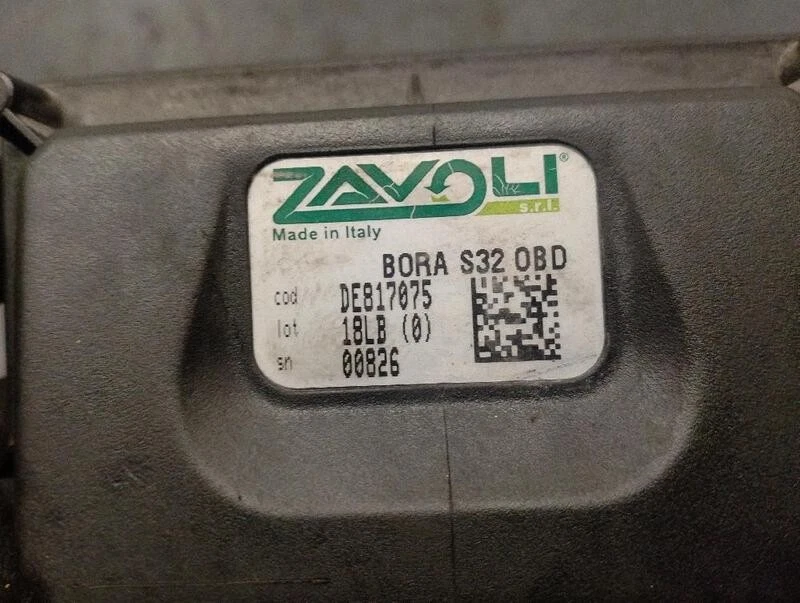 ZAVOLI®
s.r.l.
Made in Italy
BORA S32 OBD
cod DE817075
lot 18LB (0)
sn 00826